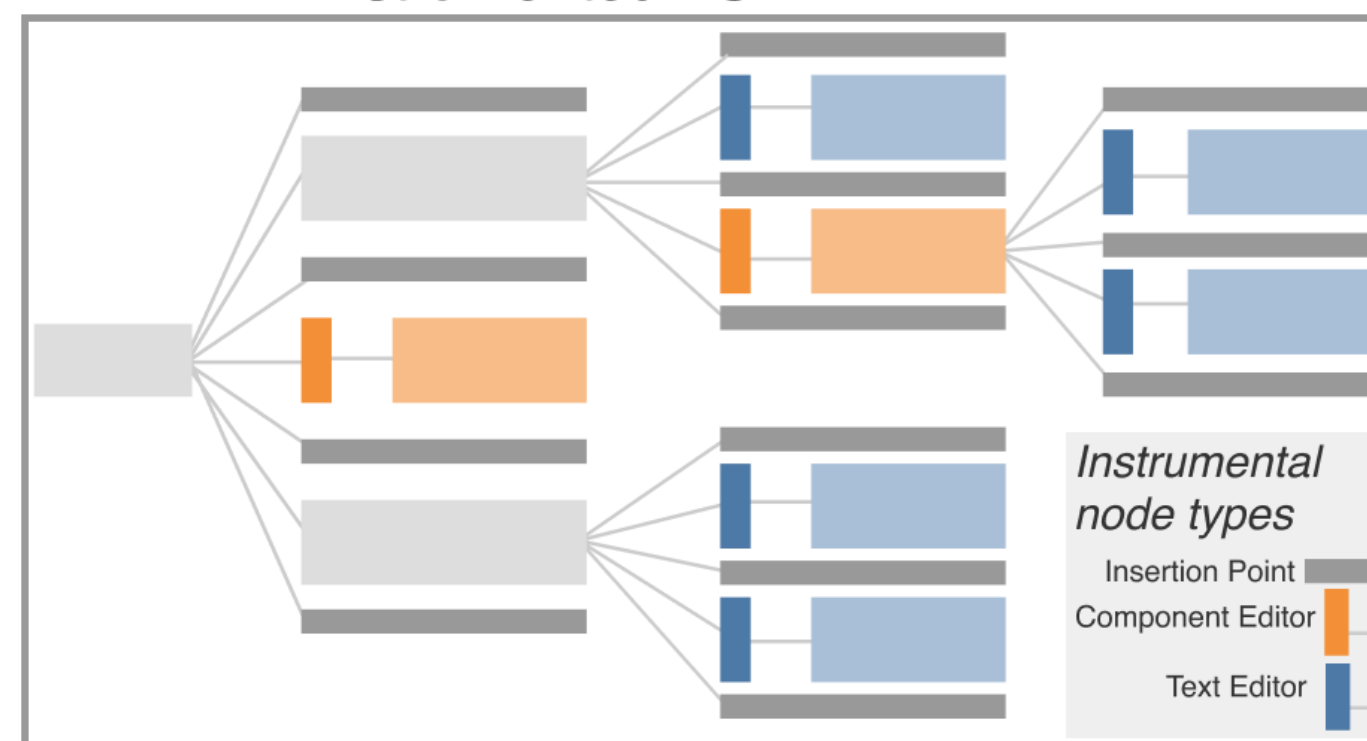 Instrumental
node types
Insertion Point
Component Editor
Text Editor